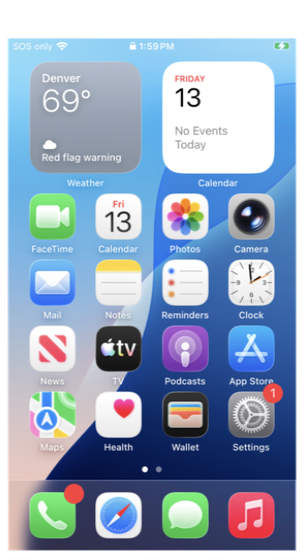 SOS only
1:59 PM
Denver
69°
Red flag warning
Weather
FRIDAY
13
No Events
Today
Calendar
FaceTime
Fri
13
Calendar
Photos
Camera
Mail
Notes
Reminders
Clock
News
tv
TV
Podcasts
App Store
Maps
Health
Wallet
1
Settings